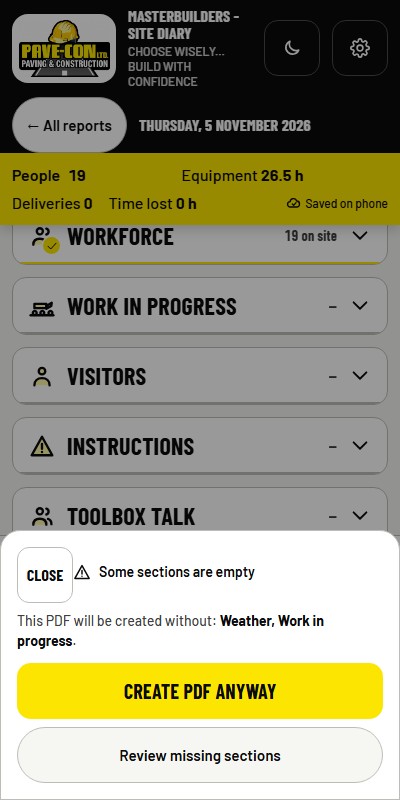 PAVE-CON LTD.
PAVING & CONSTRUCTION
MASTERBUILDERS -
SITE DIARY
CHOOSE WISELY...
BUILD WITH
CONFIDENCE
← All reports
THURSDAY, 5 NOVEMBER 2026
People 19
Equipment 26.5 h
Deliveries 0
Time lost 0 h
Saved on phone
WORKFORCE
19 on site
WORK IN PROGRESS
–
VISITORS
–
INSTRUCTIONS
–
TOOLBOX TALK
–
CLOSE
Some sections are empty
This PDF will be created without: Weather, Work in
progress.
CREATE PDF ANYWAY
Review missing sections